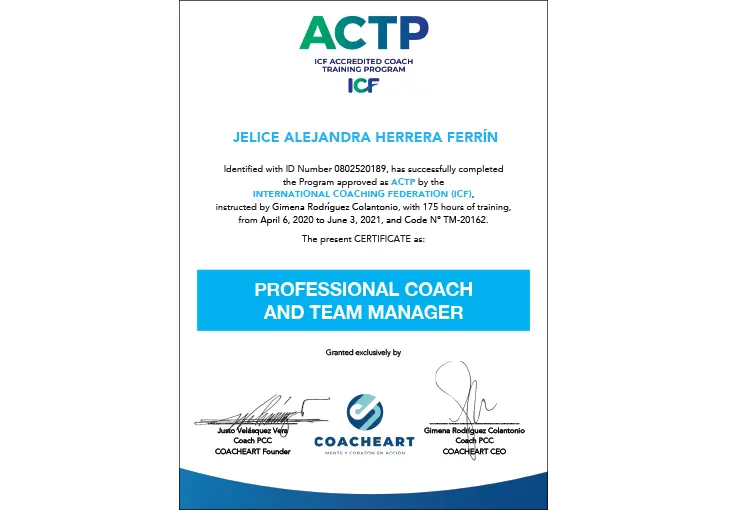 ACTP
ICF ACCREDITED COACH
TRAINING PROGRAM
ICF
JELICE ALEJANDRA HERRERA FERRÍN
Identified with ID Number 0802520189, has successfully completed
the Program approved as ACTP by the
INTERNATIONAL COACHING FEDERATION (ICF),
instructed by Gimena Rodríguez Colantonio, with 175 hours of training,
from April 6, 2020 to June 3, 2021, and Code Nº TM-20162.
The present CERTIFICATE as:
PROFESSIONAL COACH
AND TEAM MANAGER
Granted exclusively by
Justo Velásquez Vera
Coach PCC
COACHEART Founder
COACHEART
MENTE Y CORAZÓN EN ACCIÓN
Gimena Rodríguez Colantonio
Coach PCC
COACHEART CEO